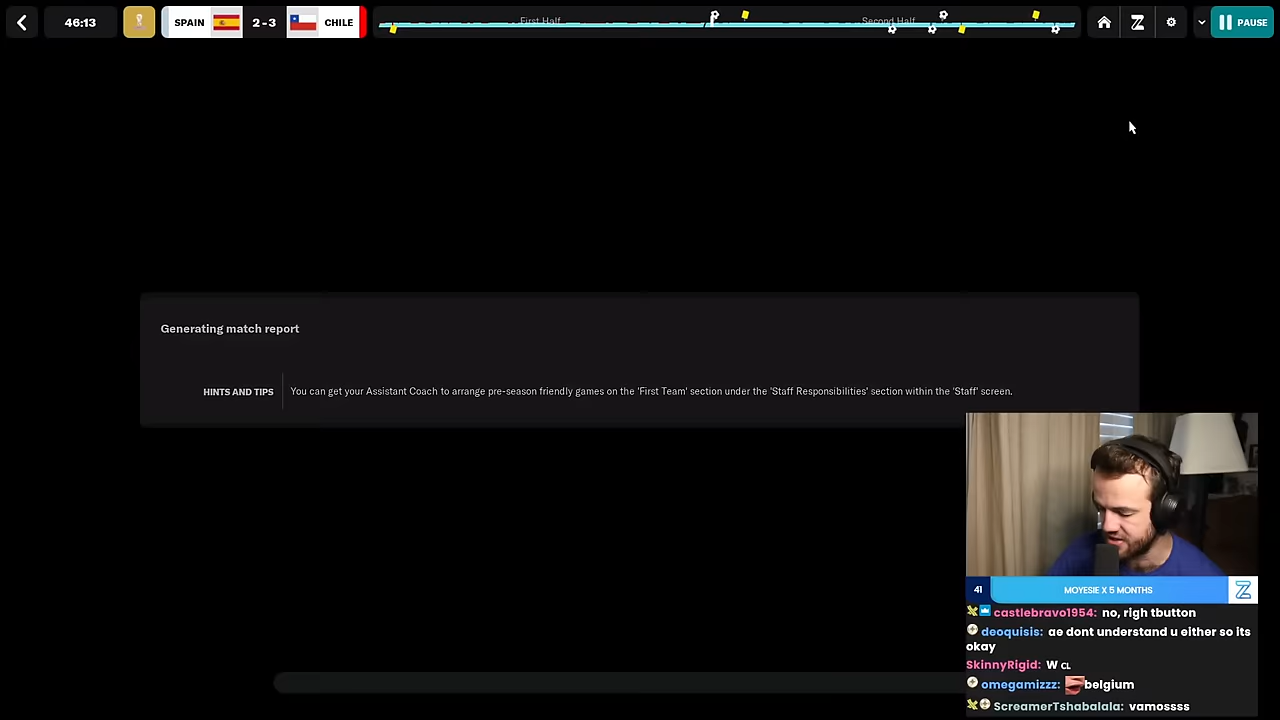 46:13
SPAIN 2 - 3 CHILE
First Half
Second Half
PAUSE
Generating match report
HINTS AND TIPS
You can get your Assistant Coach to arrange pre-season friendly games on the 'First Team' section under the 'Staff Responsibilities' section within the 'Staff' screen.
41 MOYESIE X 5 MONTHS
castlebravo1954: no, righ tbutton
deoquisis: ae dont understand u either so its
okay
SkinnyRigid: W CL
omegamizzz: belgium
ScreamerTshabalala: vamossss